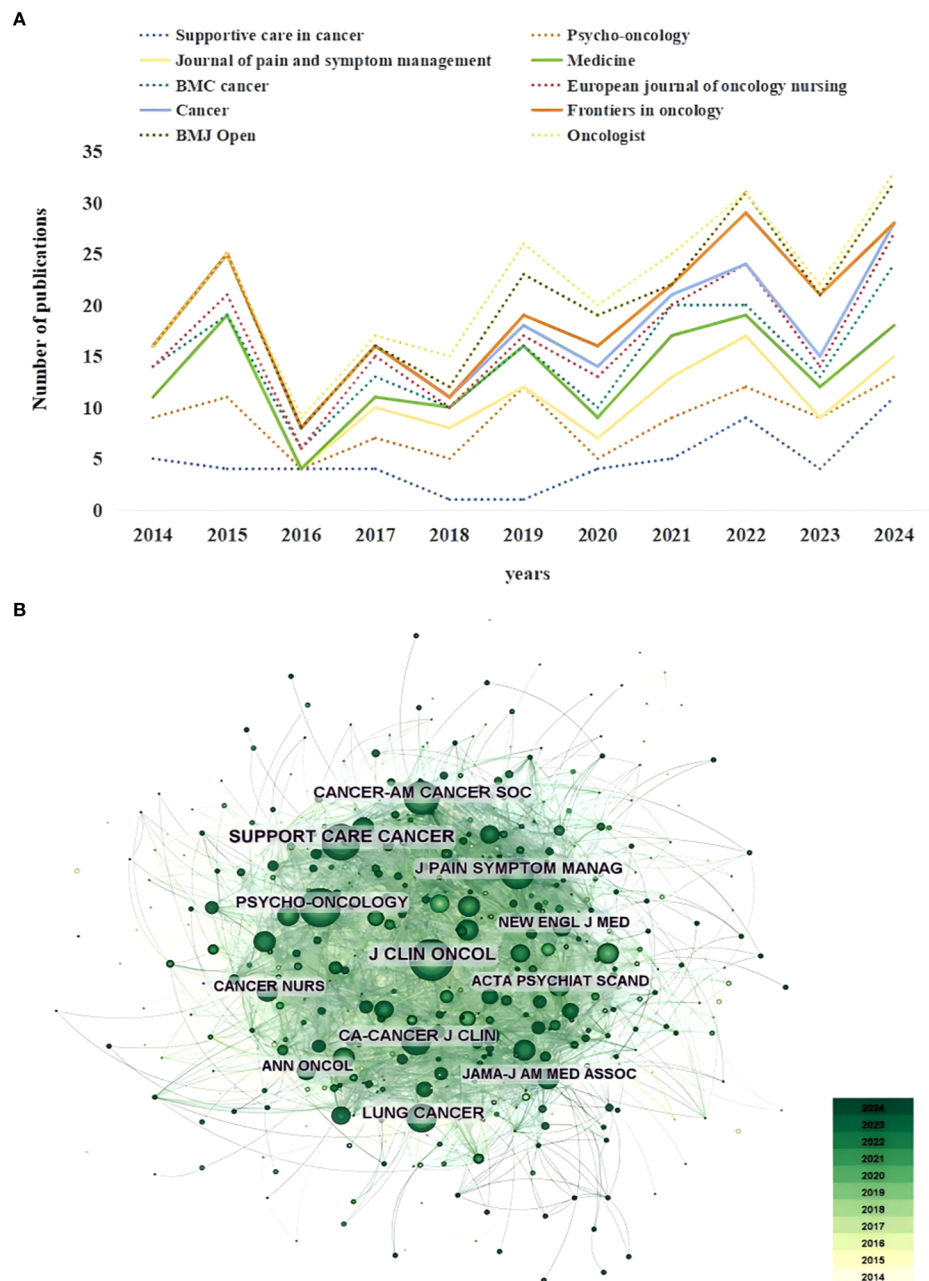 A
Supportive care in cancer
Psycho-oncology
Journal of pain and symptom management
Medicine
BMC cancer
European journal of oncology nursing
Cancer
Frontiers in oncology
BMJ Open
Oncologist
Number of publications
35
30
25
20
15
10
5
0
2014 2015 2016 2017 2018 2019 2020 2021 2022 2023 2024
years
B
CANCER-AM CANCER SOC
SUPPORT CARE CANCER
J PAIN SYMPTOM MANAG
PSYCHO-ONCOLOGY
NEW ENGL J MED
J CLIN ONCOL
ACTA PSYCHIAT SCAND
CANCER NURS
CA-CANCER J CLIN
ANN ONCOL
JAMA-J AM MED ASSOC
LUNG CANCER
2024
2023
2022
2021
2020
2019
2018
2017
2016
2015
2014